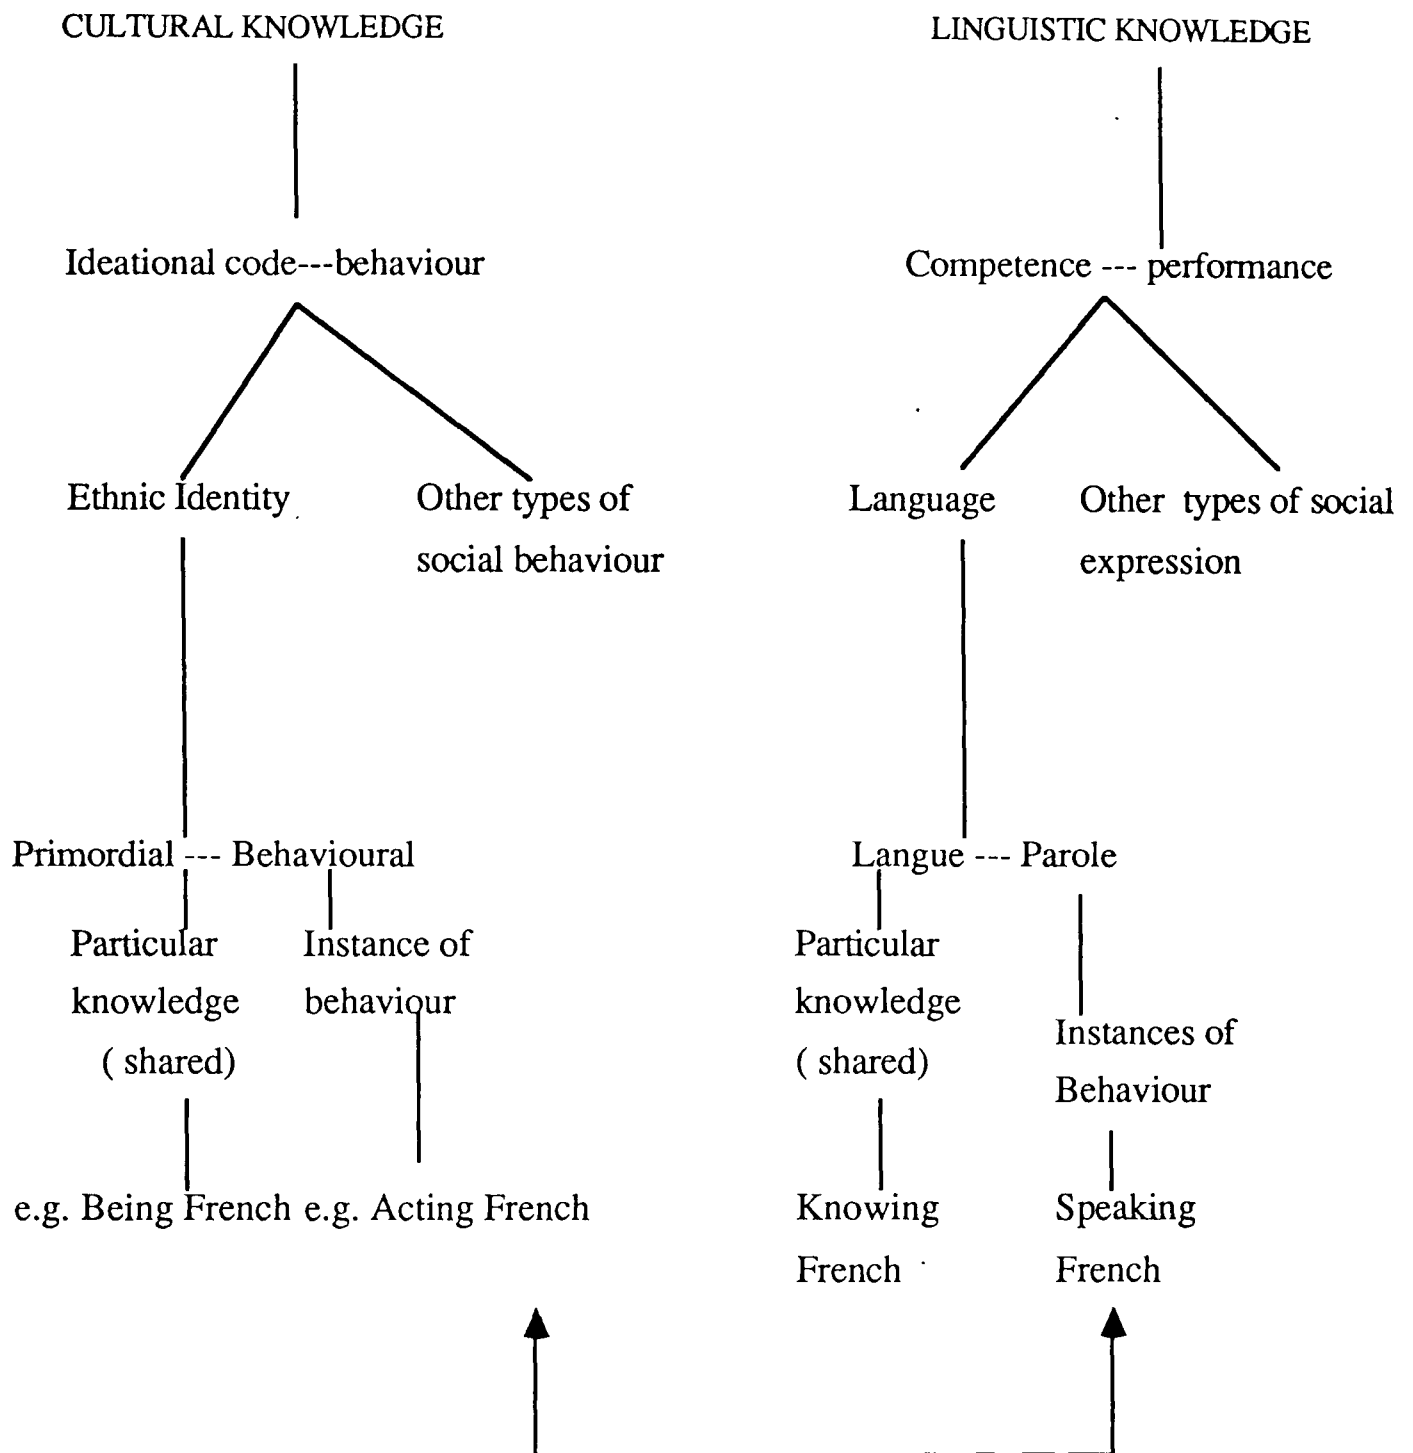 CULTURAL KNOWLEDGE
LINGUISTIC KNOWLEDGE
Ideational code---behaviour
Competence --- performance
Ethnic Identity
Other types of
social behaviour
Language
Other types of social
expression
Primordial --- Behavioural
Langue --- Parole
Particular
knowledge
( shared)
Instance of
behaviour
Particular
knowledge
( shared)
Instances of
Behaviour
e.g. Being French
e.g. Acting French
Knowing
French
Speaking
French